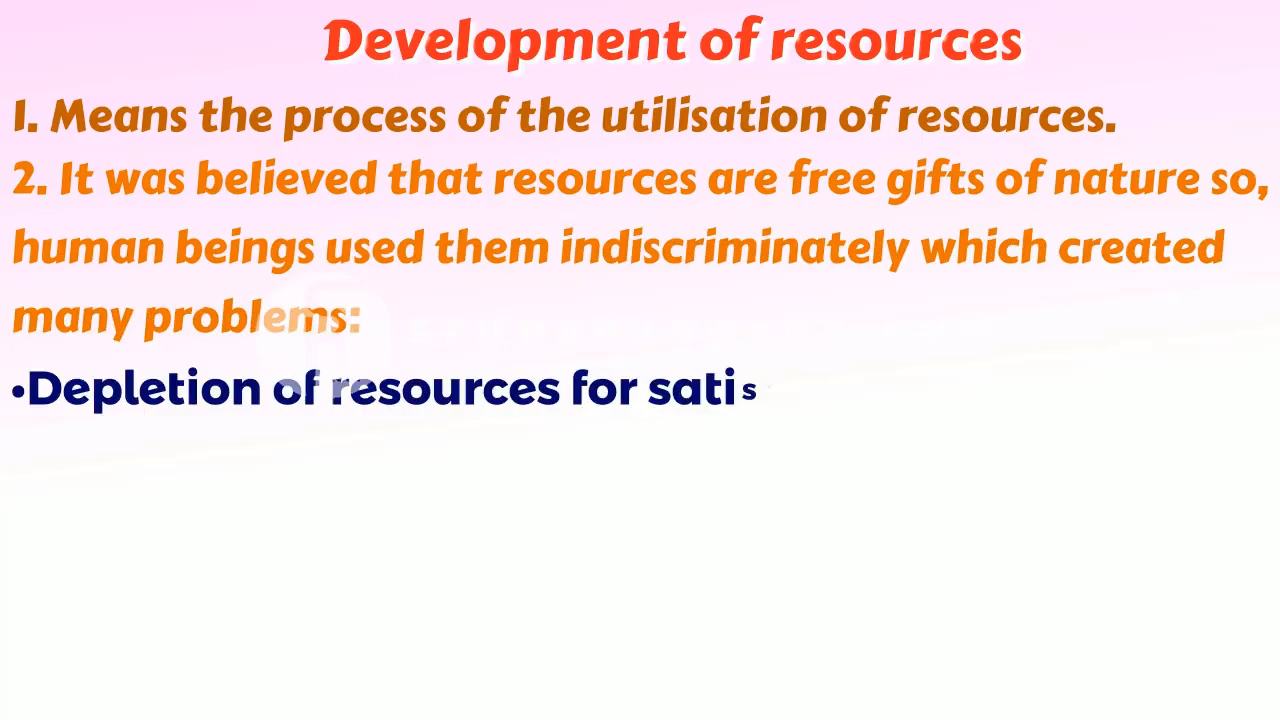 Development of resources
1. Means the process of the utilisation of resources.
2. It was believed that resources are free gifts of nature so,
human beings used them indiscriminately which created
many problems:
•Depletion of resources for satis